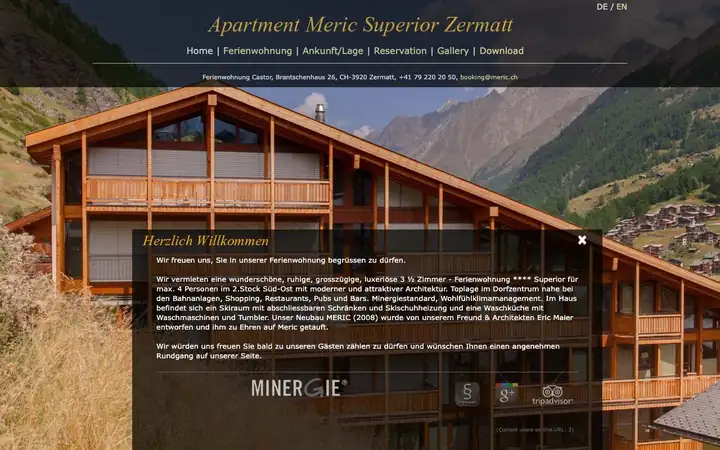 DE / EN
Apartment Meric Superior Zermatt
Home | Ferienwohnung | Ankunft/Lage | Reservation | Gallery | Download
Ferienwohnung Castor, Brantschenhaus 26, CH-3920 Zermatt, +41 79 220 20 50, booking@meric.ch
Herzlich Willkommen
Wir freuen uns, Sie in unserer Ferienwohnung begrüssen zu dürfen.
Wir vermieten eine wunderschöne, ruhige, grosszügige, luxeriöse 3 ½ Zimmer - Ferienwohnung **** Superior für
max. 4 Personen im 2.Stock Süd-Ost mit moderner und attraktiver Architektur. Toplage im Dorfzentrum nahe bei
den Bahnanlagen, Shopping, Restaurants, Pubs und Bars. Minergiestandard, Wohlfühlklimamanagement. Im Haus
befindet sich ein Skiraum mit abschliessbaren Schränken und Skischuhheizung und eine Waschküche mit
Waschmaschinen und Tumbler. Unser Neubau MERIC (2008) wurde von unserem Freund & Architekten Eric Maier
entworfen und ihm zu Ehren auf Meric getauft.
Wir würden uns freuen Sie bald zu unseren Gästen zählen zu dürfen und wünschen Ihnen einen angenehmen
Rundgang auf unserer Seite.
MINERGIE® § g+ tripadvisor
(Current users on this URL: 2)